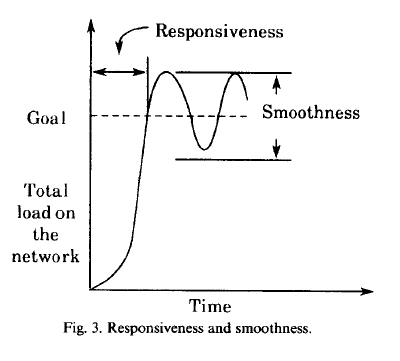 Responsiveness
Goal
Smoothness
Total
load on
the
network
Time
Fig. 3. Responsiveness and smoothness.